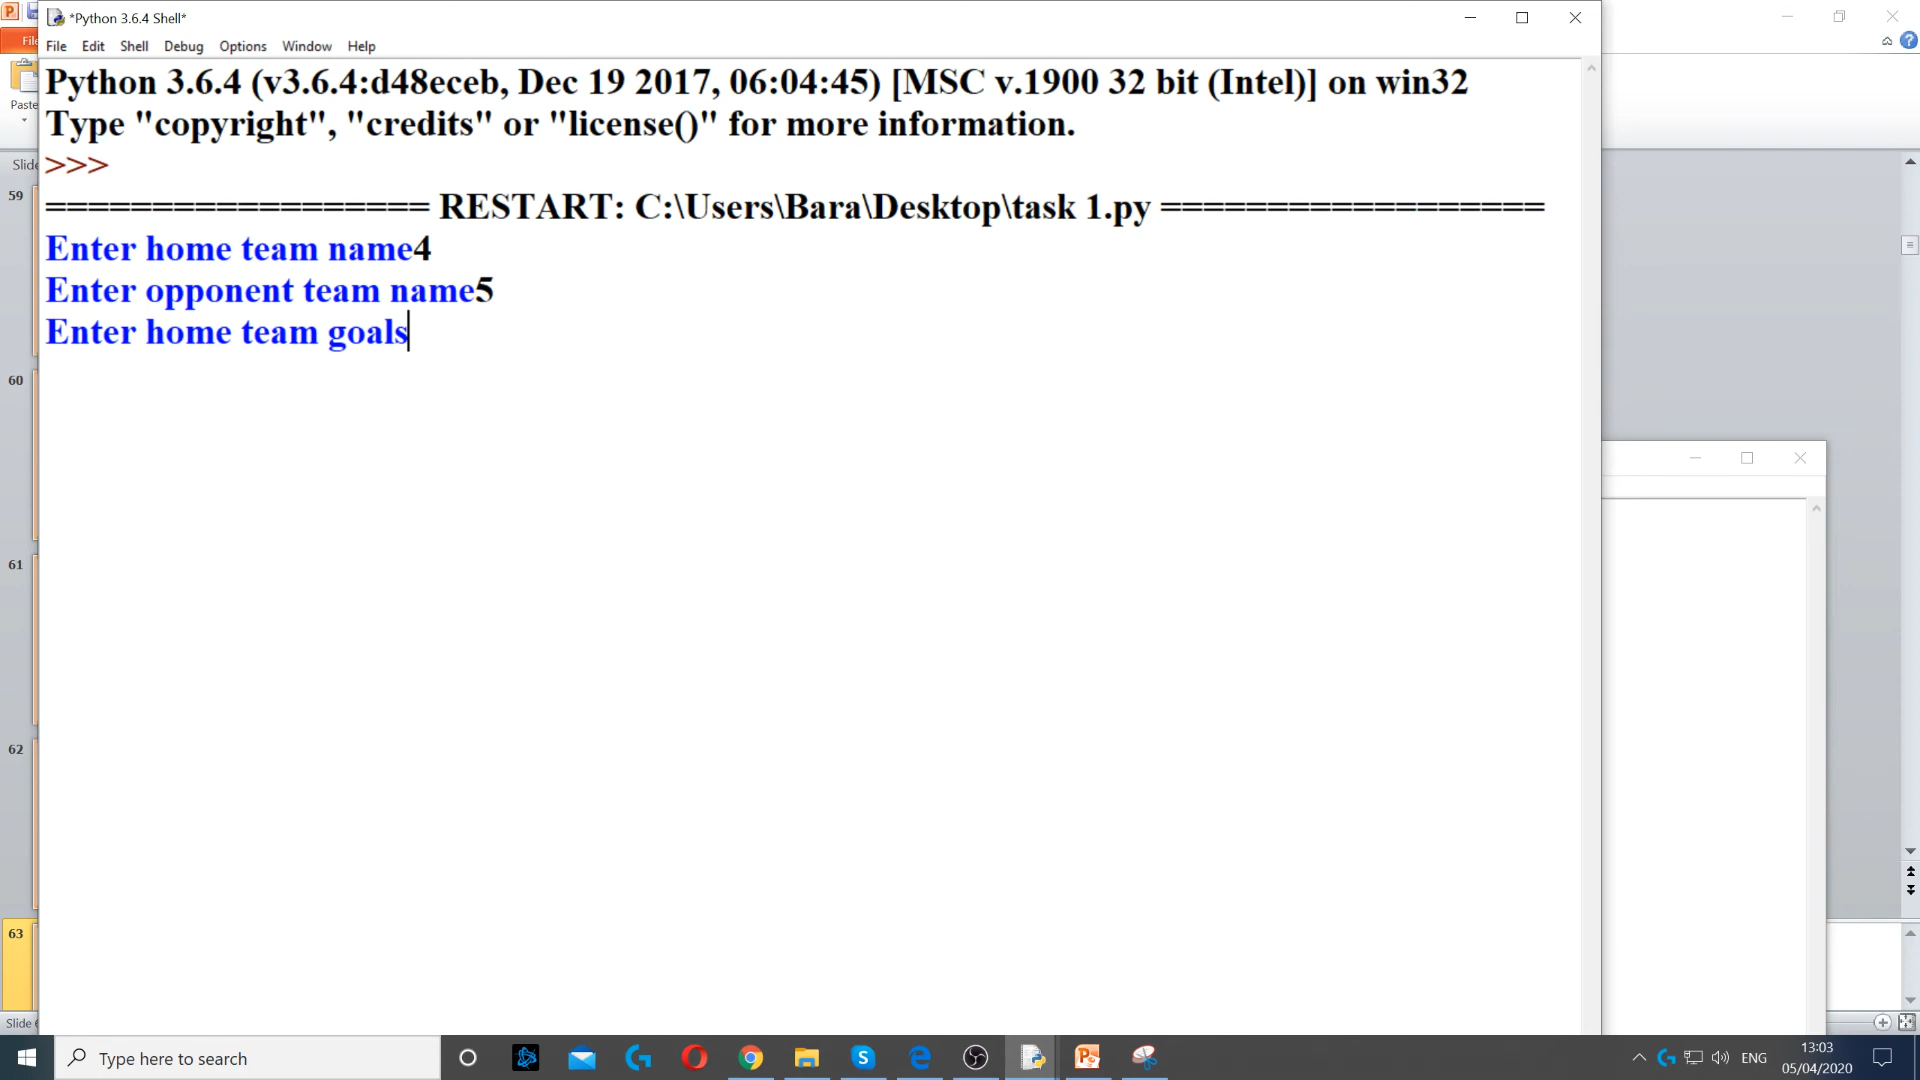 *Python 3.6.4 Shell*
File Edit Shell Debug Options Window Help
Python 3.6.4 (v3.6.4:d48eceb, Dec 19 2017, 06:04:45) [MSC v.1900 32 bit (Intel)] on win32
Type "copyright", "credits" or "license()" for more information.
>>>
================== RESTART: C:\Users\Bara\Desktop\task 1.py ==================
Enter home team name4
Enter opponent team name5
Enter home team goals
Paste
59
60
61
62
63
Type here to search
ENG
13:03
05/04/2020